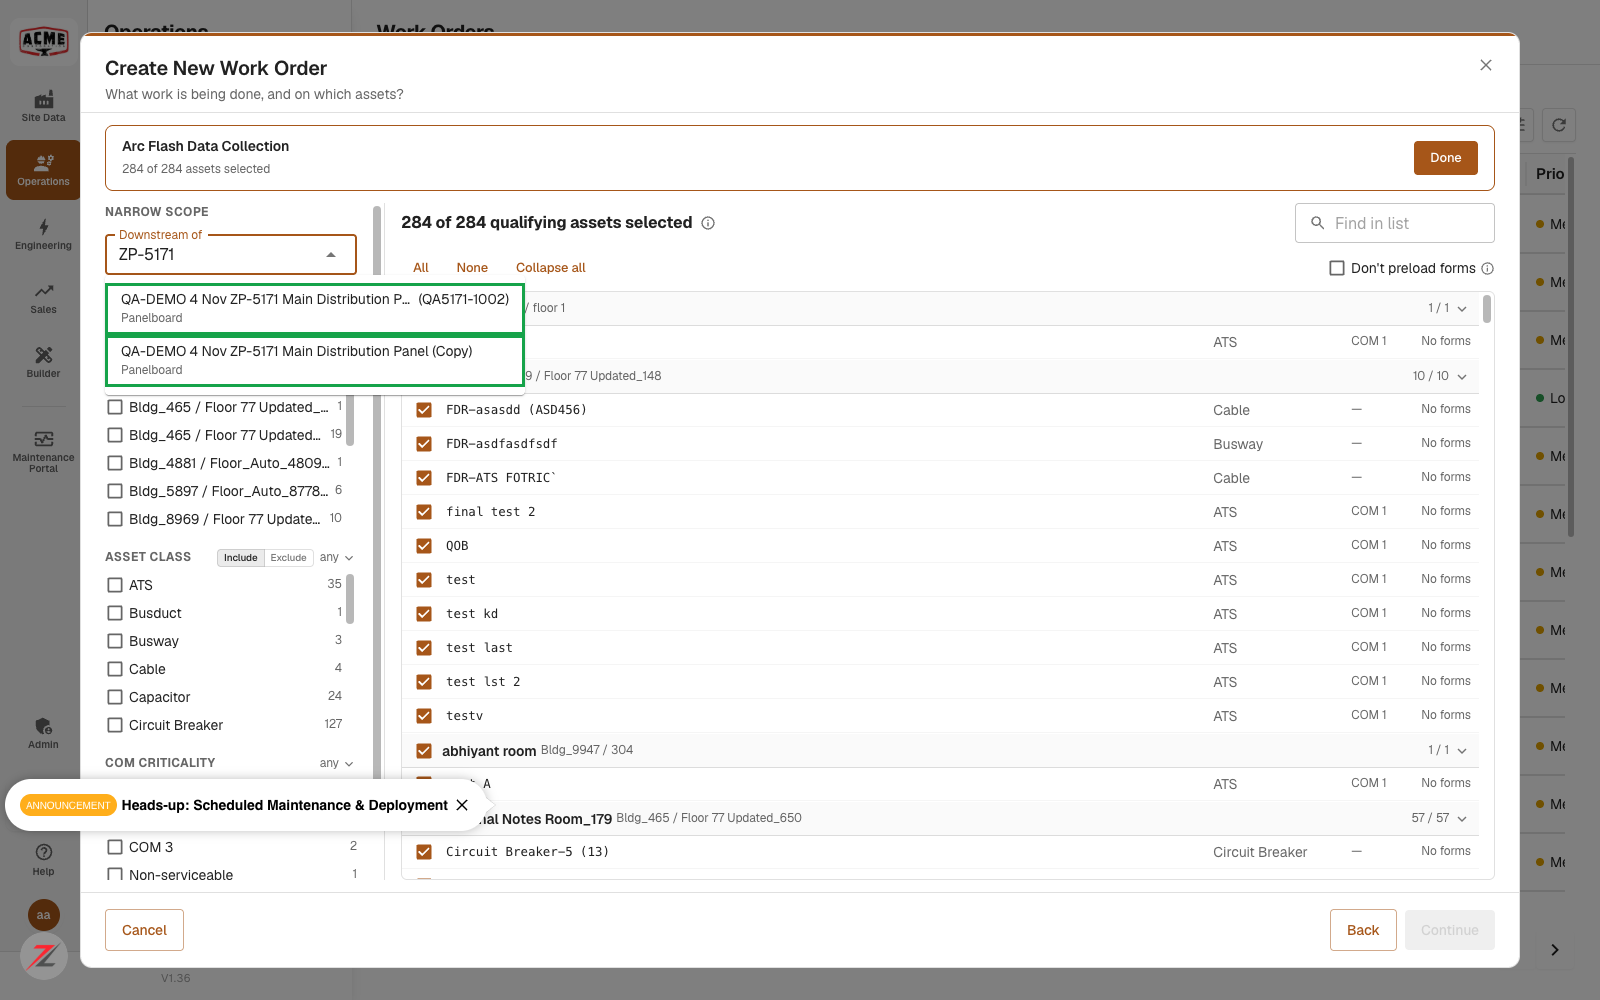 ACME
Operations
Work Orders
Site Data
Operations
Engineering
Sales
Builder
Maintenance
Portal
Admin
Help
aa
V1.36
Prio
Create New Work Order
What work is being done, and on which assets?
Arc Flash Data Collection
284 of 284 assets selected
Done
NARROW SCOPE
Downstream of
ZP-5171
QA-DEMO 4 Nov ZP-5171 Main Distribution P... (QA5171-1002)
Panelboard
QA-DEMO 4 Nov ZP-5171 Main Distribution Panel (Copy)
Panelboard
Bldg_465 / Floor 77 Updated_... 1
Bldg_465 / Floor 77 Updated... 19
Bldg_4881 / Floor_Auto_4809... 1
Bldg_5897 / Floor_Auto_8778... 6
Bldg_8969 / Floor 77 Update... 10
ASSET CLASS Include Exclude any
ATS 35
Busduct 1
Busway 3
Cable 4
Capacitor 24
Circuit Breaker 127
COM CRITICALITY any
ANNOUNCEMENT Heads-up: Scheduled Maintenance & Deployment
COM 3 2
Non-serviceable 1
284 of 284 qualifying assets selected
Find in list
All None Collapse all
Don't preload forms
/ floor 1 1 / 1
ATS COM 1 No forms
9 / Floor 77 Updated_148 10 / 10
FDR-asasdd (ASD456) Cable — No forms
FDR-asdfasdfsdf Busway — No forms
FDR-ATS FOTRIC` Cable — No forms
final test 2 ATS COM 1 No forms
QOB ATS COM 1 No forms
test ATS COM 1 No forms
test kd ATS COM 1 No forms
test last ATS COM 1 No forms
test lst 2 ATS COM 1 No forms
testv ATS COM 1 No forms
abhiyant room Bldg_9947 / 304 1 / 1
A ATS COM 1 No forms
nal Notes Room_179 Bldg_465 / Floor 77 Updated_650 57 / 57
Circuit Breaker-5 (13) Circuit Breaker — No forms
Me
Me
Me
Lo
Me
Me
Me
Me
Me
Me
Cancel
Back
Continue